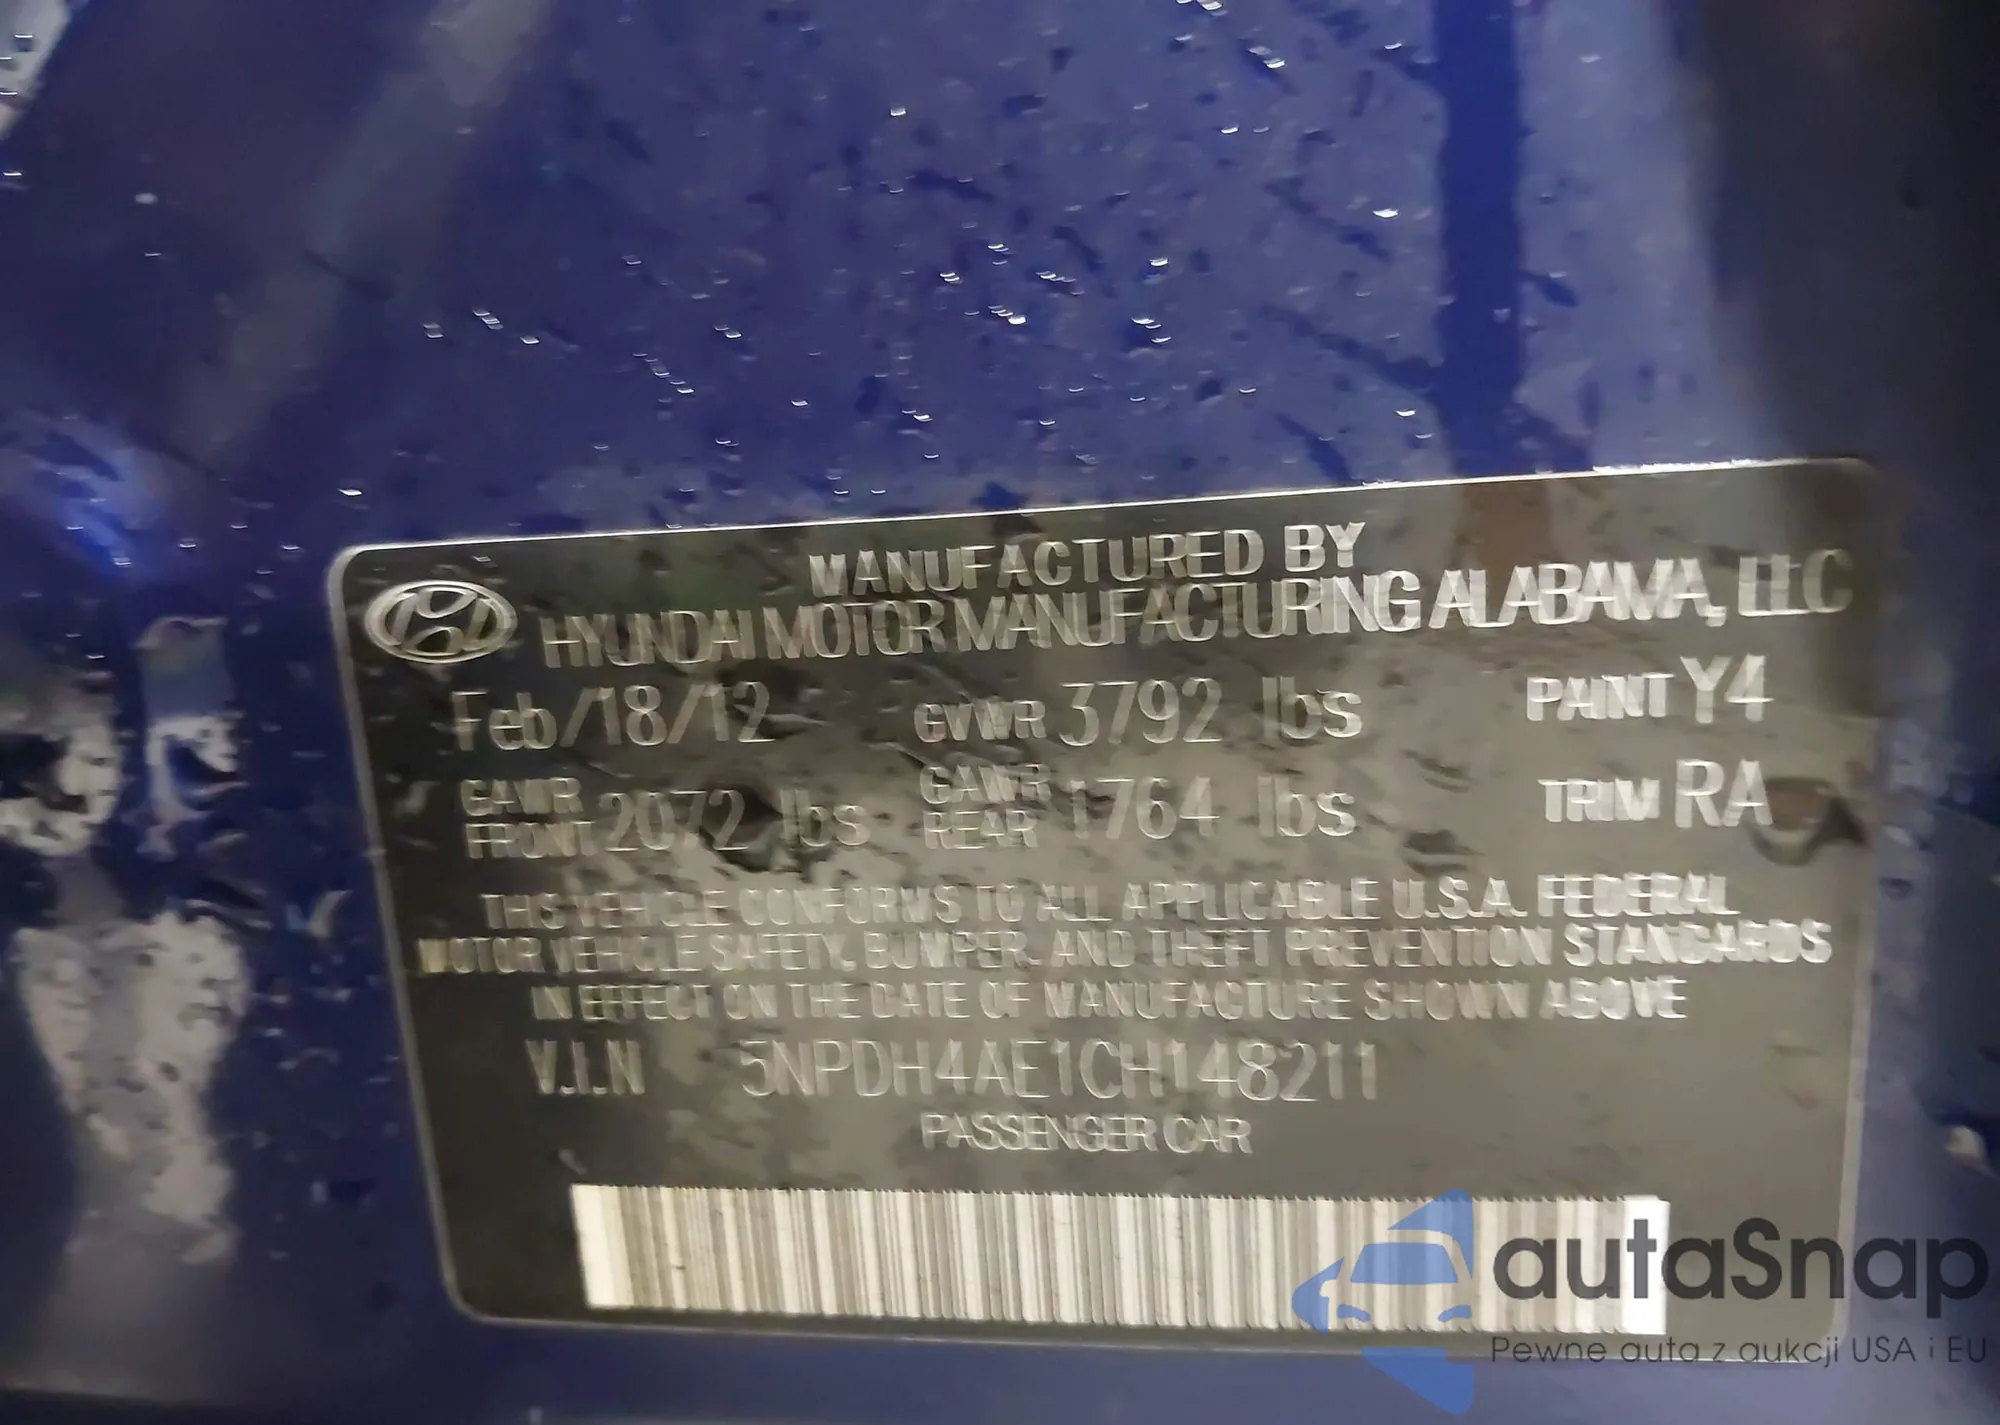 MANUFACTURED BY
HYUNDAI MOTOR MANUFACTURING ALABAMA, LLC
Feb/18/12 GVWR 3792 lbs PAINT Y4
GAWR FRONT 2072 lbs GAWR REAR 1764 lbs TRIM RA
THIS VEHICLE CONFORMS TO ALL APPLICABLE U.S.A. FEDERAL
MOTOR VEHICLE SAFETY, BUMPER, AND THEFT PREVENTION STANDARDS
IN EFFECT ON THE DATE OF MANUFACTURE SHOWN ABOVE
V.I.N 5NPDH4AE1CH148211
PASSENGER CAR
autaSnap
Pewne auta z aukcji USA i EU